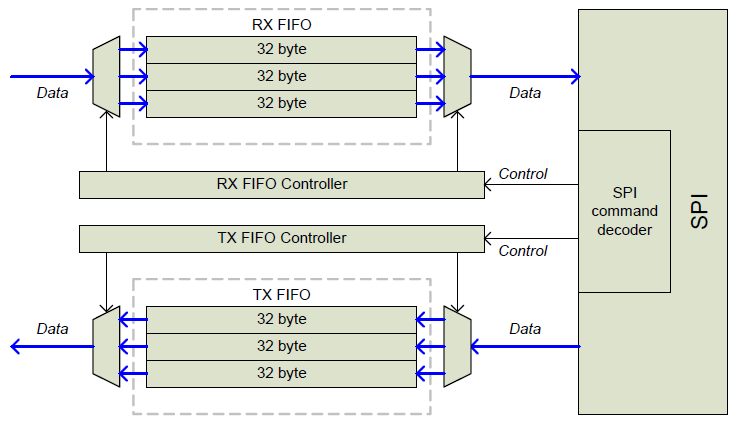 RX FIFO
32 byte
32 byte
32 byte
Data
Data
RX FIFO Controller
Control
SPI
command
decoder
SPI
TX FIFO Controller
Control
TX FIFO
32 byte
32 byte
32 byte
Data
Data